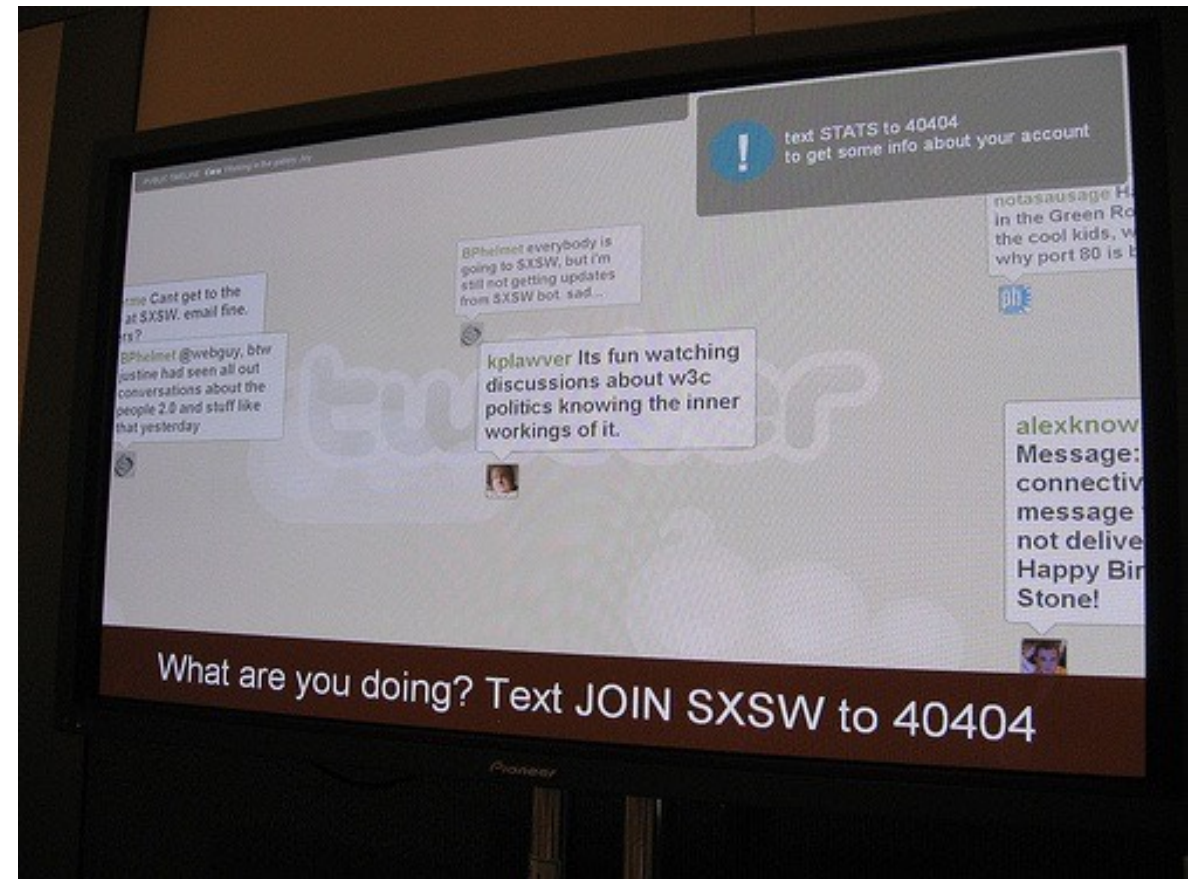 PUBLIC TIMELINE
text STATS to 40404
to get some info about your account
notasausage
in the Green
the cool kids,
why port 80 is
BPhelmet everybody is
going to SXSW, but i'm
still not getting updates
from SXSW bot. sad...
Cant get to the
at SXSW. email fine.
BPhelmet @webguy, btw
justine had seen all out
conversations about the
people 2.0 and stuff like
that yesterday
kplawver Its fun watching
discussions about w3c
politics knowing the inner
workings of it.
ph
twitter
alexknow
Message:
connectiv
message
not delive
Happy Bir
Stone!
What are you doing? Text JOIN SXSW to 40404
Pioneer